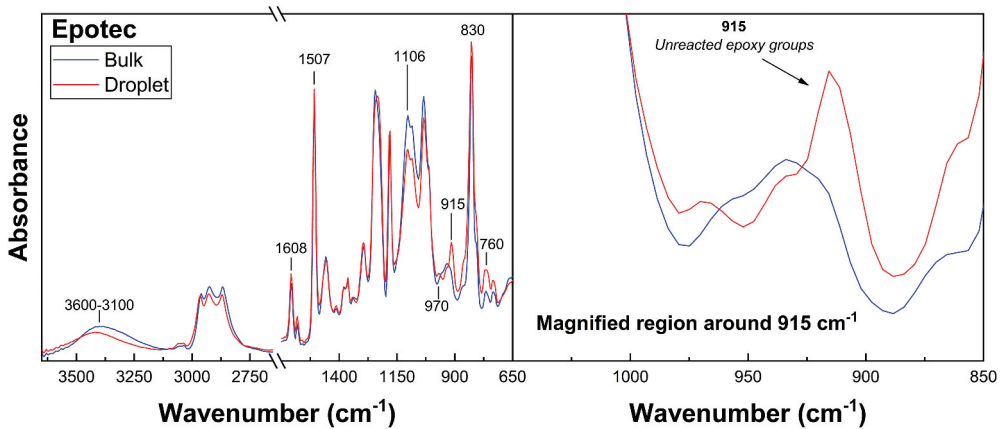 Epotec
Bulk
Droplet
Absorbance
3600-3100
1608
1507
1106
970
915
830
760
3500 3250 3000 2750 1400 1150 900 650
Wavenumber (cm-1)
915
Unreacted epoxy groups
Magnified region around 915 cm-1
1000 950 900 850
Wavenumber (cm-1)